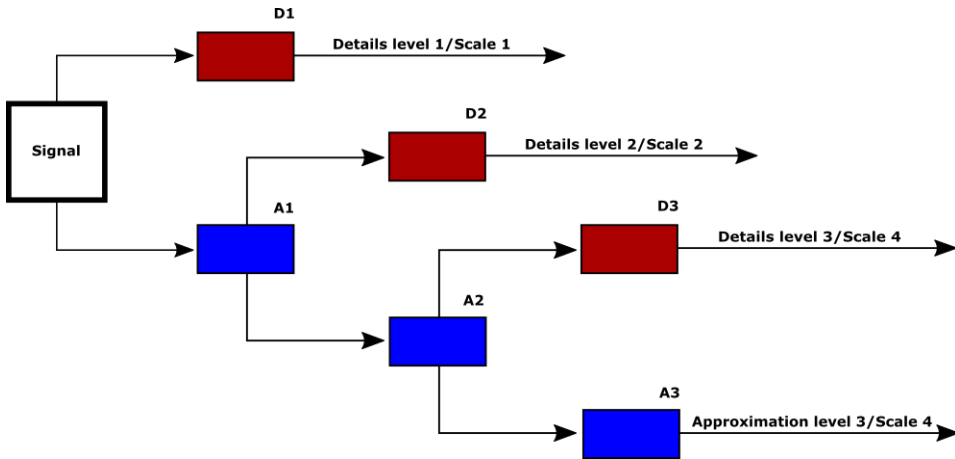 D1
Details level 1/Scale 1
D2
Details level 2/Scale 2
Signal
A1
D3
Details level 3/Scale 4
A2
A3
Approximation level 3/Scale 4